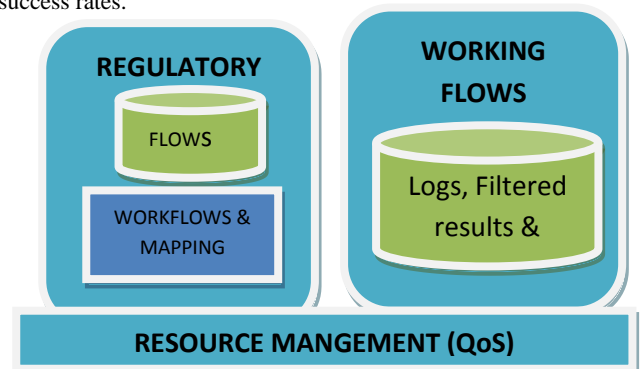 success rates.
REGULATORY
FLOWS
WORKFLOWS &
MAPPING
WORKING
FLOWS
Logs, Filtered
results &
RESOURCE MANGEMENT (QoS)